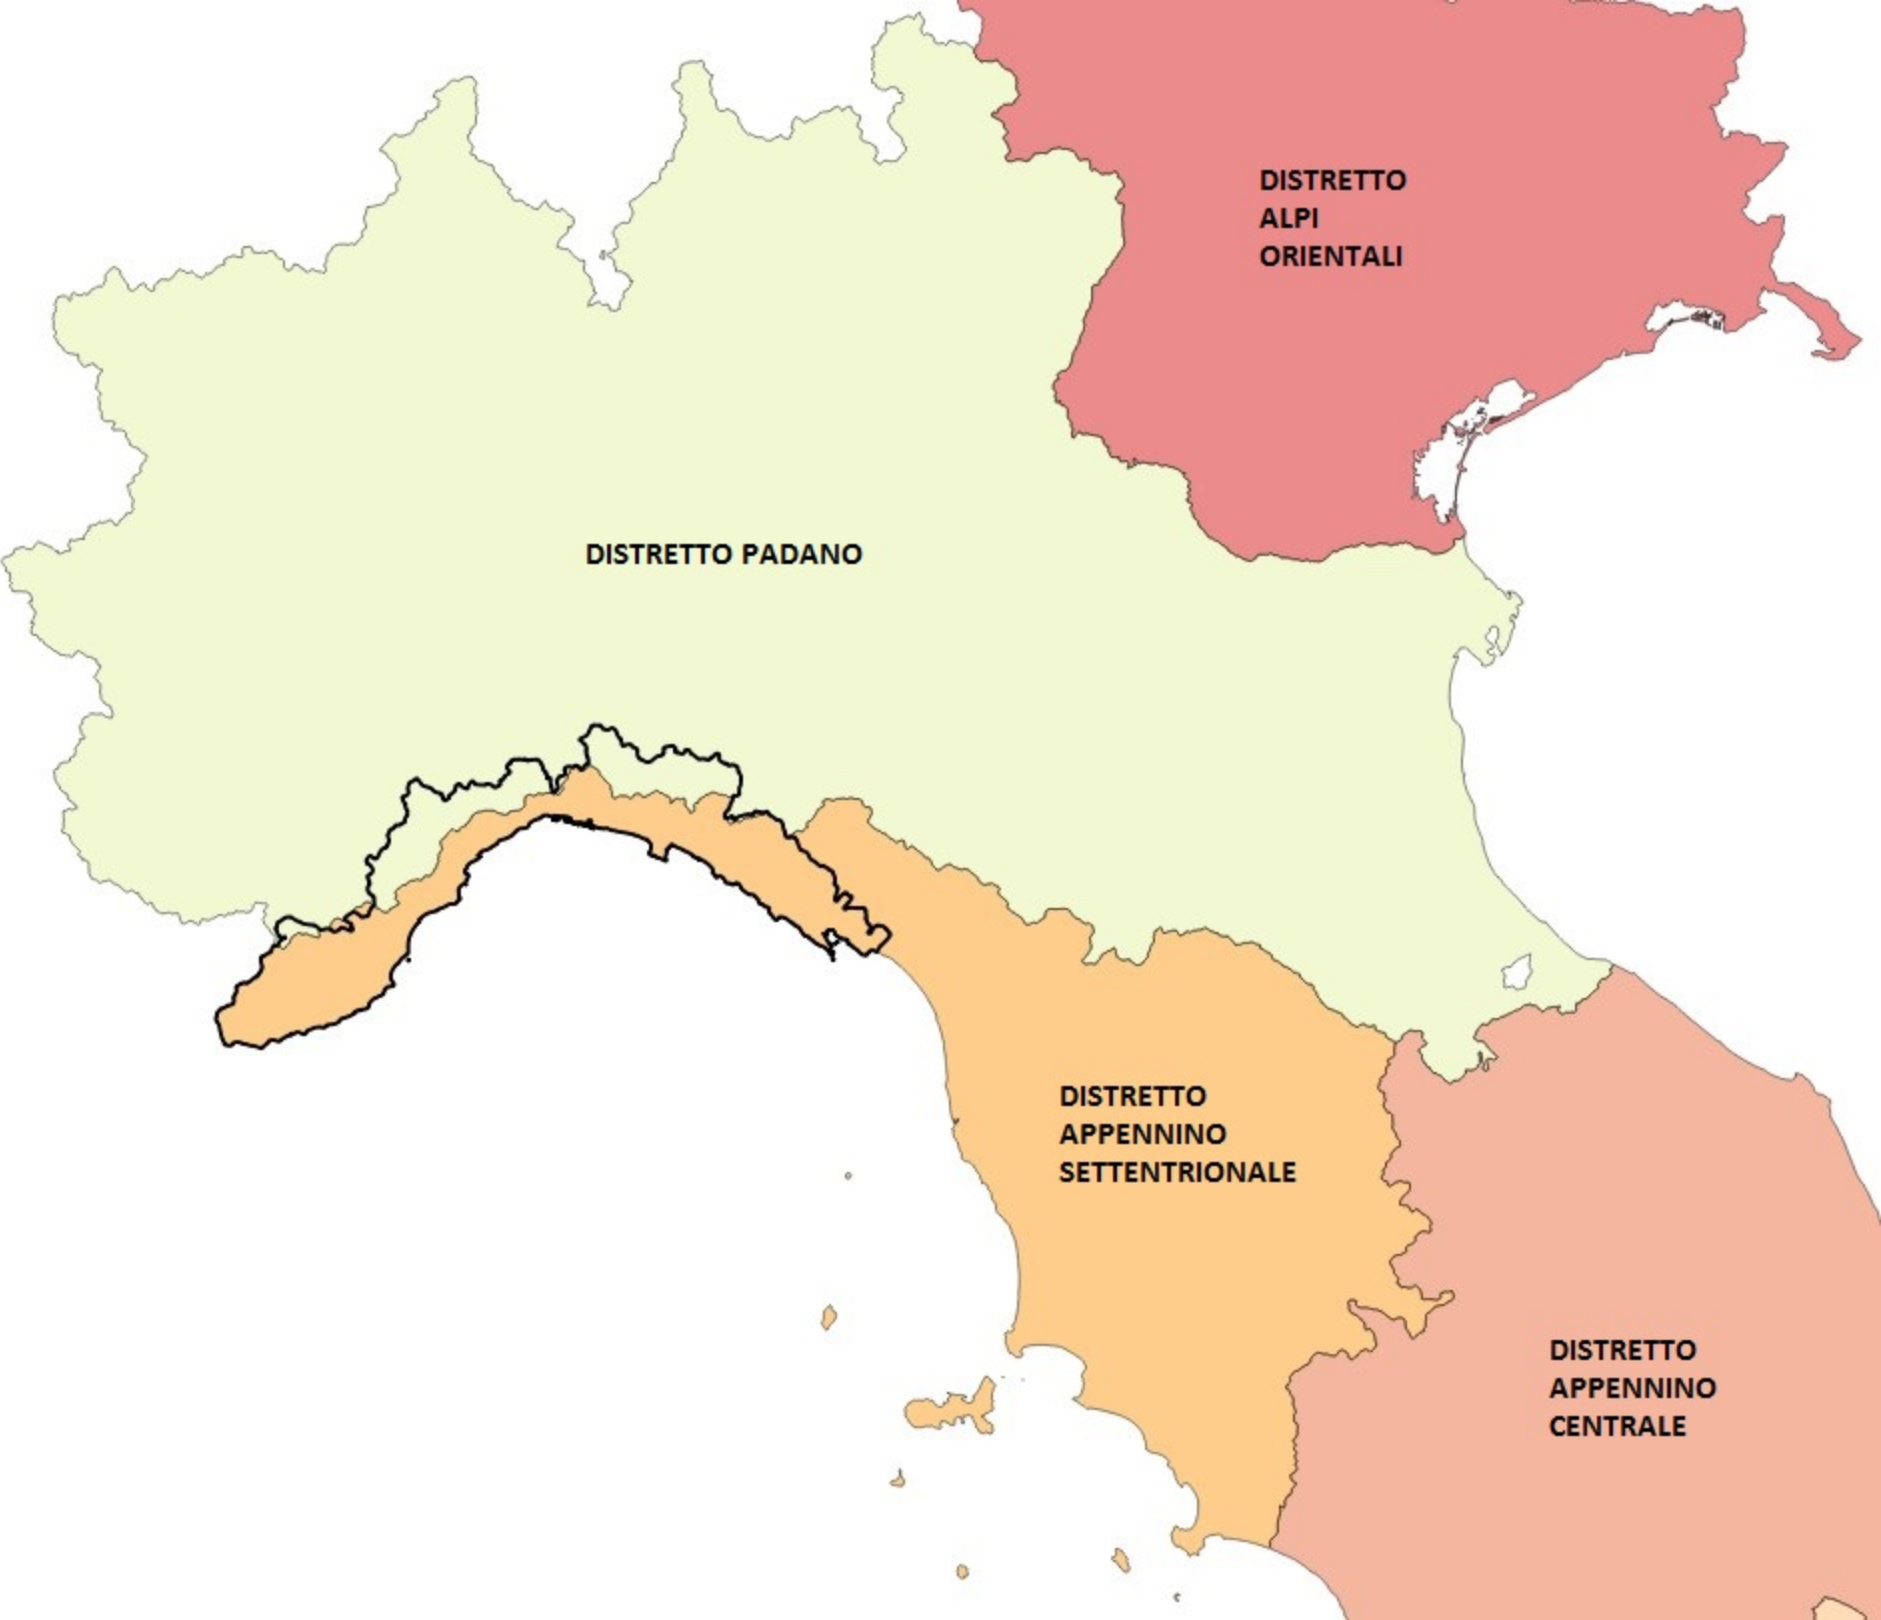 DISTRETTO
ALPI
ORIENTALI
DISTRETTO PADANO
DISTRETTO
APPENNINO
SETTENTRIONALE
DISTRETTO
APPENNINO
CENTRALE